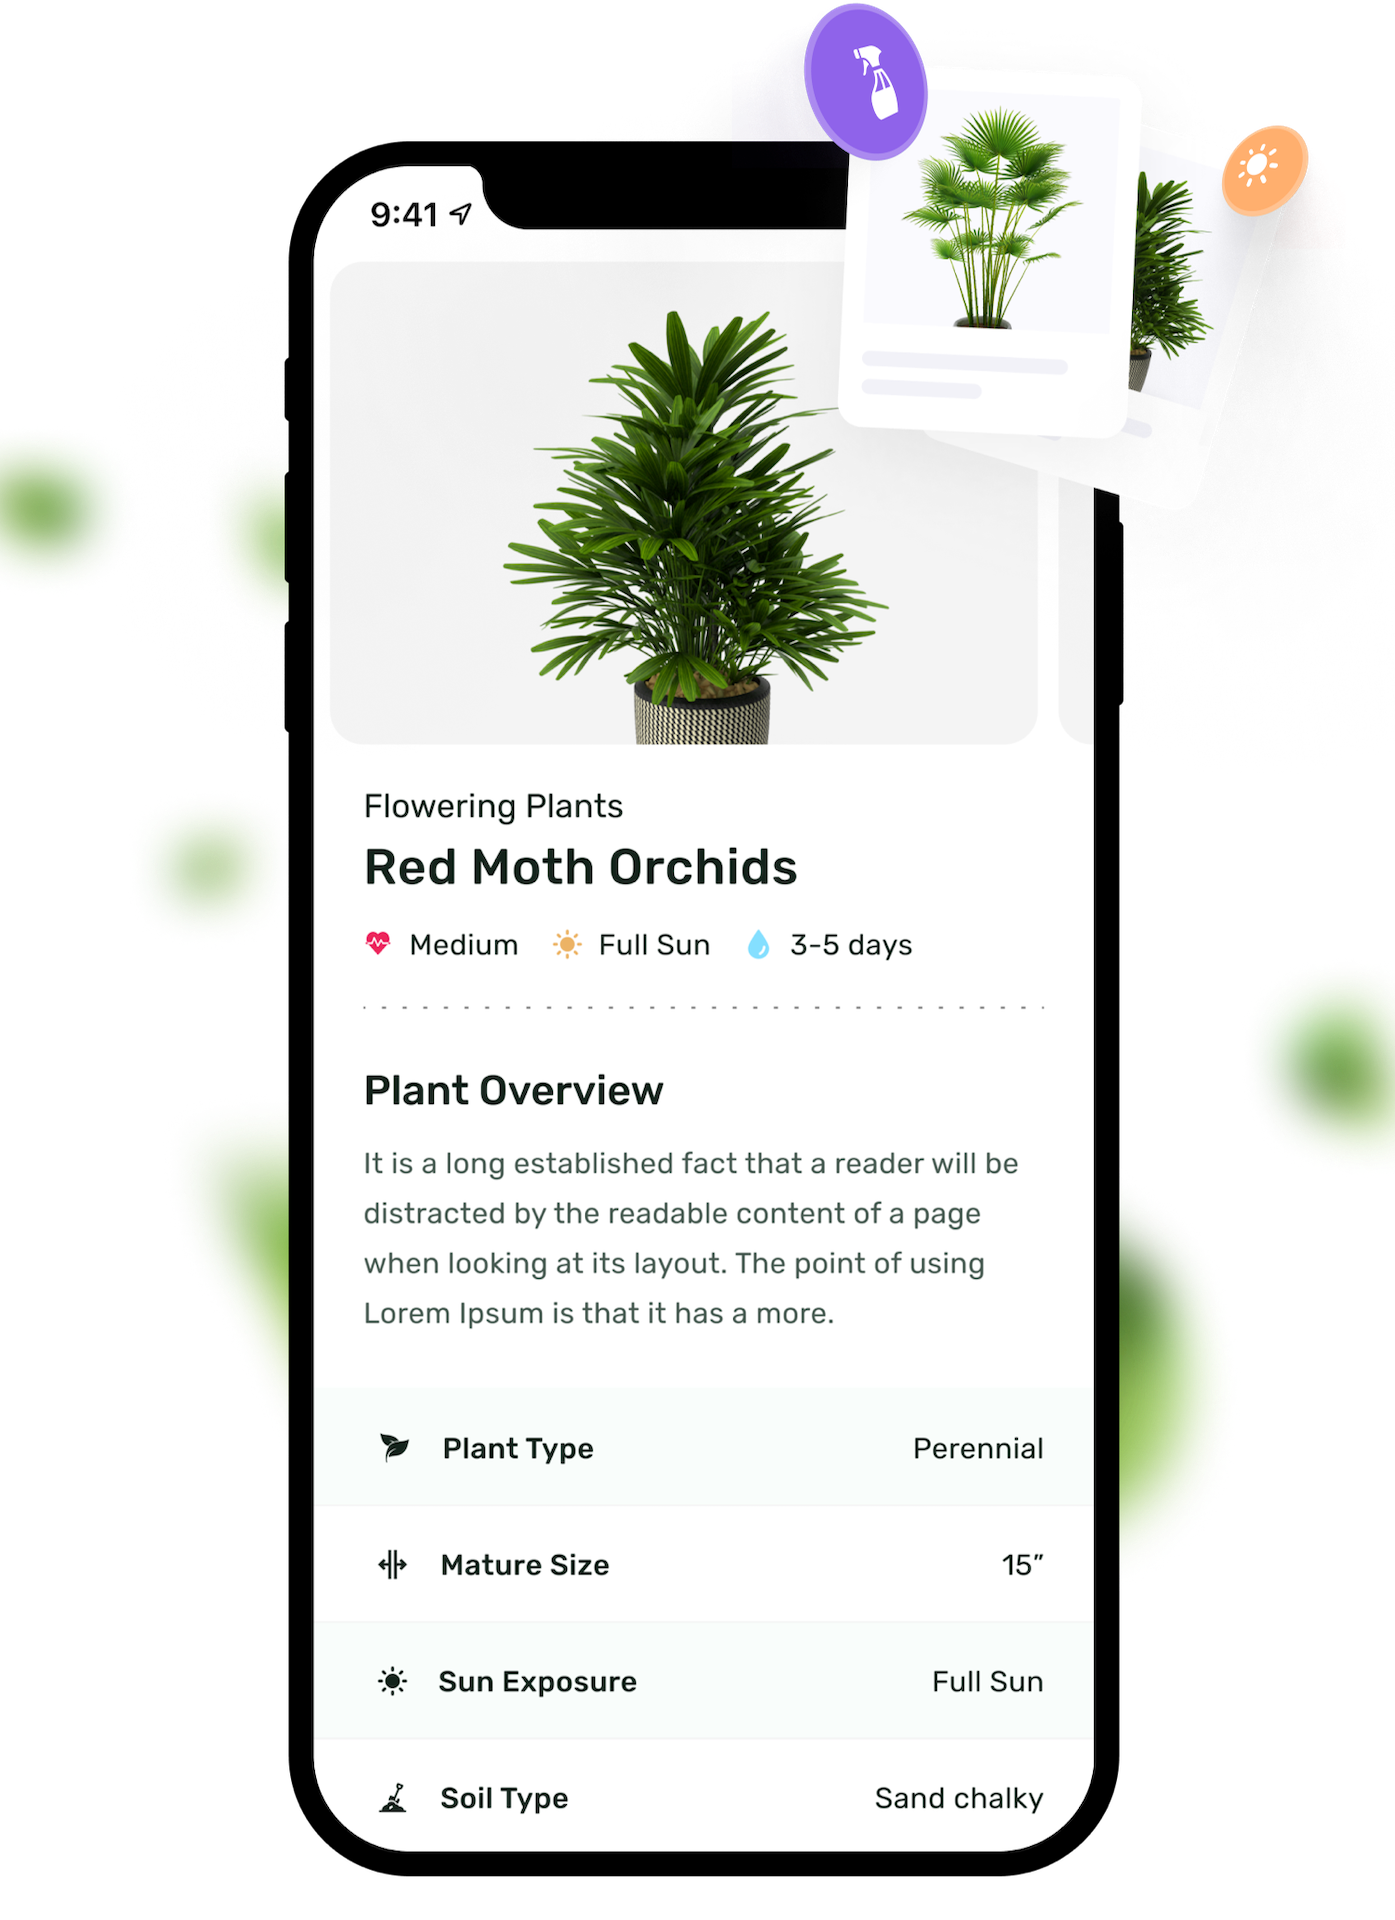 9:41
Flowering Plants
Red Moth Orchids
Medium Full Sun 3-5 days
Plant Overview
It is a long established fact that a reader will be
distracted by the readable content of a page
when looking at its layout. The point of using
Lorem Ipsum is that it has a more.
Plant Type Perennial
Mature Size 15”
Sun Exposure Full Sun
Soil Type Sand chalky